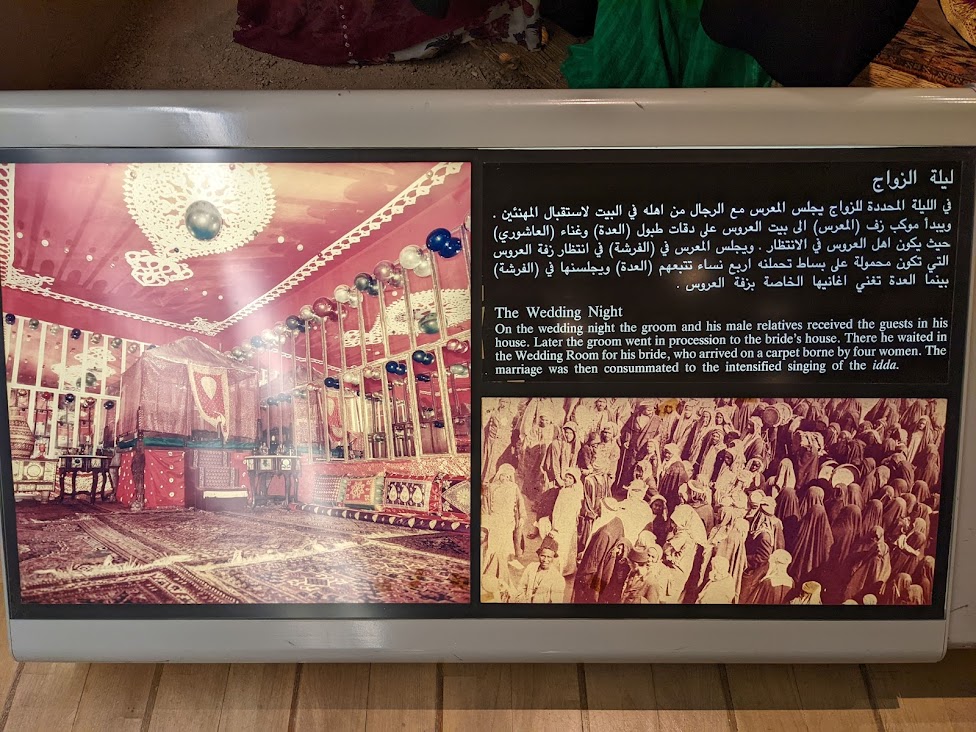 ليلة الزواج
في الليلة المحددة للزواج يجلس المعرس مع الرجال من اهله في البيت لاستقبال المهنئين .
ويبدأ موكب زف (المعرس) الى بيت العروس على دقات طبول (العدة) وغناء (العاشوري)
حيث يكون اهل العروس في الانتظار . ويجلس المعرس في (الفرشة) في انتظار زفة العروس
التي تكون محمولة على بساط تحملنه اربع نساء تتبعهم (العدة) ويجلسنها في (الفرشة)
بينما العدة تغني اغانيها الخاصة بزفة العروس .
The Wedding Night
On the wedding night the groom and his male relatives received the guests in his
house. Later the groom went in procession to the bride's house. There he waited in
the Wedding Room for his bride, who arrived on a carpet borne by four women. The
marriage was then consummated to the intensified singing of the idda.